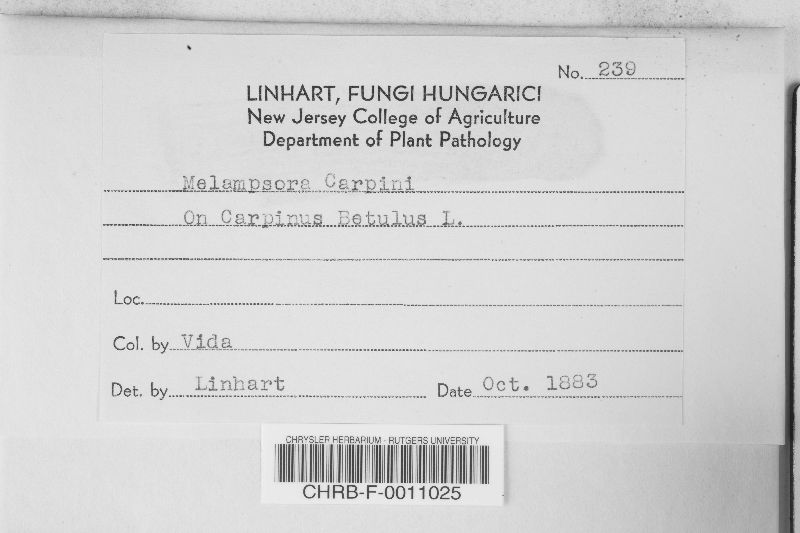 No. 239
LINHART, FUNGI HUNGARICI
New Jersey College of Agriculture
Department of Plant Pathology
Melampsora Carpini
On Carpinus Betulus L.
Loc.
Col. by Vida
Det. by Linhart Date Oct. 1883
CHRYSLER HERBARIUM - RUTGERS UNIVERSITY
CHRB-F-0011025